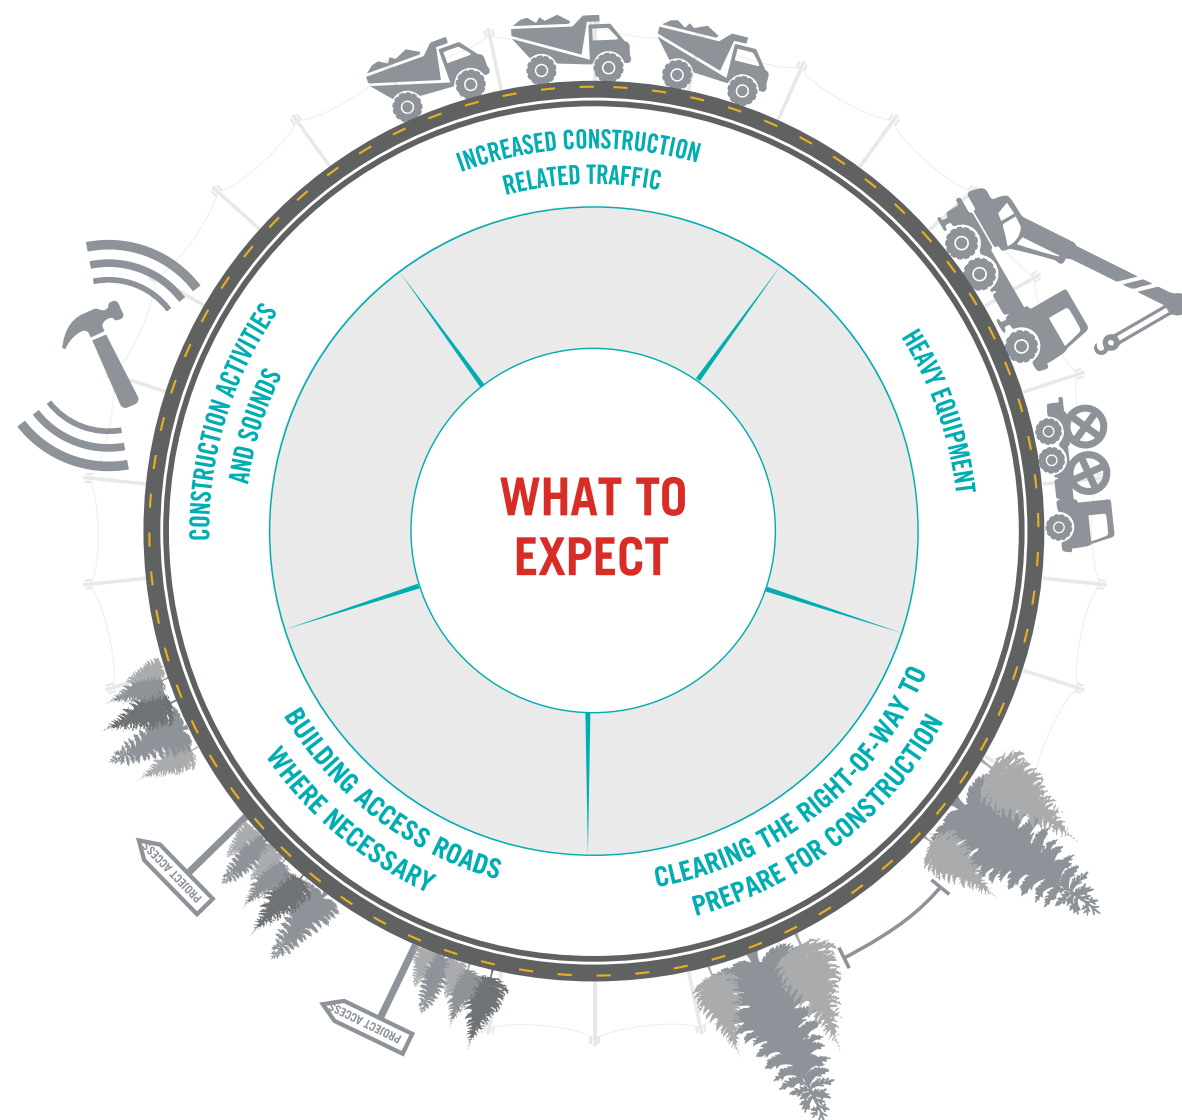 INCREASED CONSTRUCTION
RELATED TRAFFIC
HEAVY EQUIPMENT
CLEARING THE RIGHT-OF-WAY TO
PREPARE FOR CONSTRUCTION
BUILDING ACCESS ROADS
WHERE NECESSARY
CONSTRUCTION ACTIVITIES
AND SOUNDS
WHAT TO
EXPECT
PROJECT ACCESS
PROJECT ACCESS